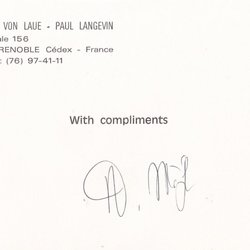 VON LAUE - PAUL LANGEVIN
ale 156
RENOBLE Cédex - France
: (76) 97-41-11
With compliments